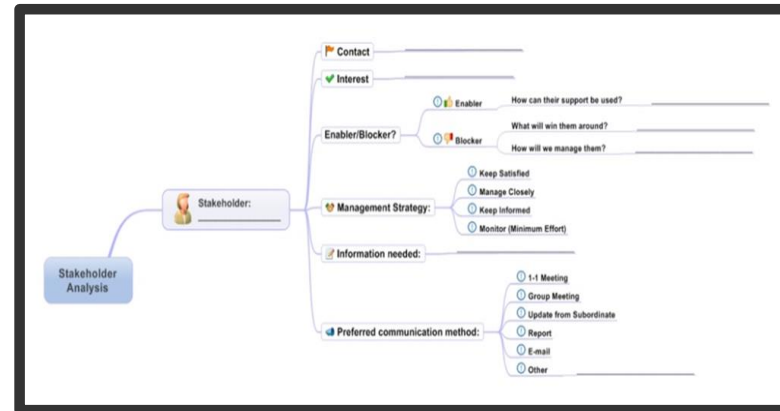 Contact
Interest
Enabler/Blocker?
Enabler
How can their support be used?
Blocker
What will win them around?
How will we manage them?
Stakeholder:
Management Strategy:
Keep Satisfied
Manage Closely
Keep Informed
Monitor (Minimum Effort)
Information needed:
Stakeholder
Analysis
Preferred communication method:
1-1 Meeting
Group Meeting
Update from Subordinate
Report
E-mail
Other